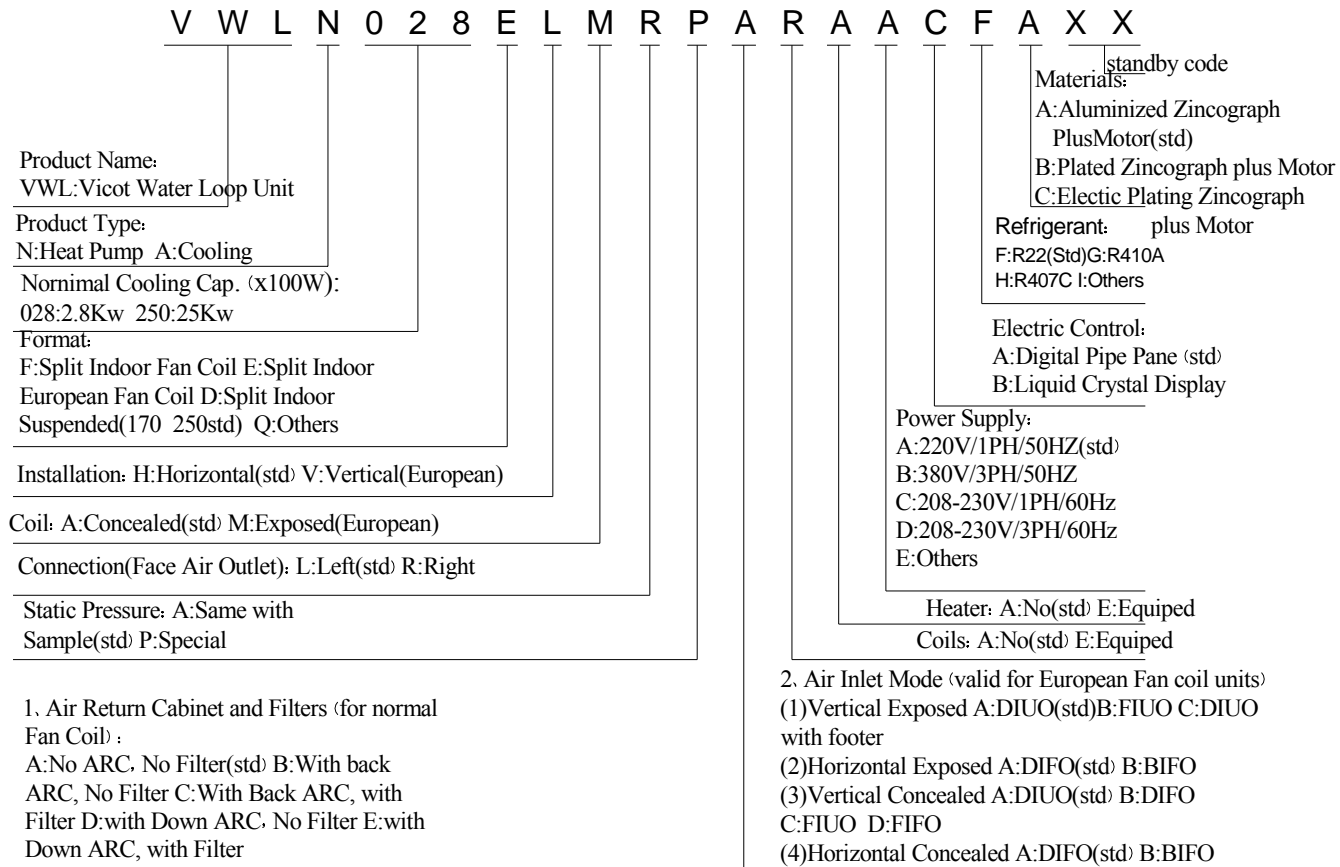 V W L N 0 2 8 E L M R P A R A A C F A X X
standby code
Materials:
A:Aluminized Zincograph
PlusMotor(std)
B:Plated Zincograph plus Motor
C:Electic Plating Zincograph
plus Motor
Product Name:
VWL:Vicot Water Loop Unit
Product Type:
N:Heat Pump A:Cooling
Nornimal Cooling Cap. (x100W):
028:2.8Kw 250:25Kw
Format:
F:Split Indoor Fan Coil E:Split Indoor
European Fan Coil D:Split Indoor
Suspended(170 250std) Q:Others
Installation: H:Horizontal(std) V:Vertical(European)
Coil: A:Concealed(std) M:Exposed(European)
Connection(Face Air Outlet): L:Left(std) R:Right
Static Pressure: A:Same with
Sample(std) P:Special
1、Air Return Cabinet and Filters (for normal
Fan Coil):
A:No ARC, No Filter(std) B:With back
ARC, No Filter C:With Back ARC, with
Filter D:with Down ARC, No Filter E:with
Down ARC, with Filter
Refrigerant:
F:R22(Std)G:R410A
H:R407C I:Others
Electric Control:
A:Digital Pipe Pane (std)
B:Liquid Crystal Display
Power Supply:
A:220V/1PH/50HZ(std)
B:380V/3PH/50HZ
C:208-230V/1PH/60Hz
D:208-230V/3PH/60Hz
E:Others
Heater: A:No(std) E:Equiped
Coils: A:No(std) E:Equiped
2、Air Inlet Mode (valid for European Fan coil units)
(1)Vertical Exposed A:DIUO(std)B:FIUO C:DIUO
with footer
(2)Horizontal Exposed A:DIFO(std) B:BIFO
(3)Vertical Concealed A:DIUO(std) B:DIFO
C:FIUO D:FIFO
(4)Horizontal Concealed A:DIFO(std) B:BIFO